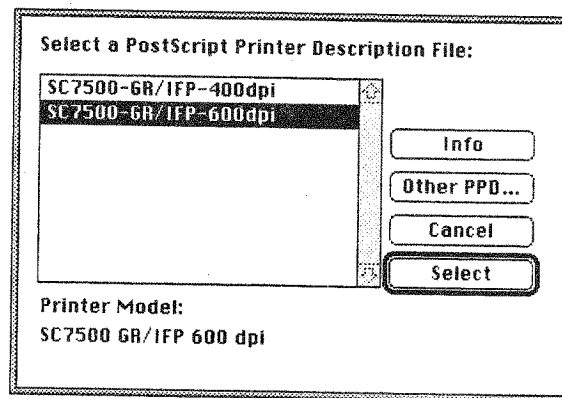 Select a PostScript Printer Description File:
SC7500-GR/IFP-400dpi
SC7500-GR/IFP-600dpi
Info
Other PPD...
Cancel
Select
Printer Model:
SC7500 GR/IFP 600 dpi